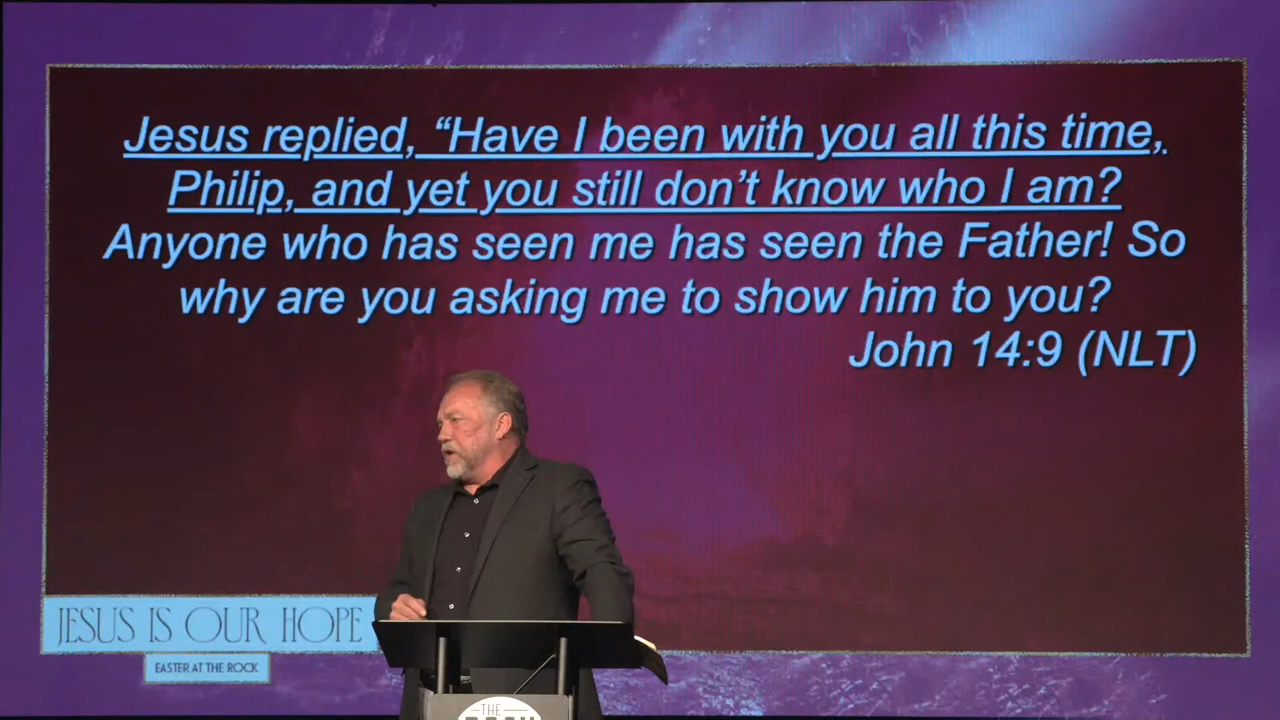 Jesus replied, “Have I been with you all this time,
Philip, and yet you still don’t know who I am?
Anyone who has seen me has seen the Father! So
why are you asking me to show him to you?
John 14:9 (NLT)
JESUS IS OUR HOPE
EASTER AT THE ROCK
THE